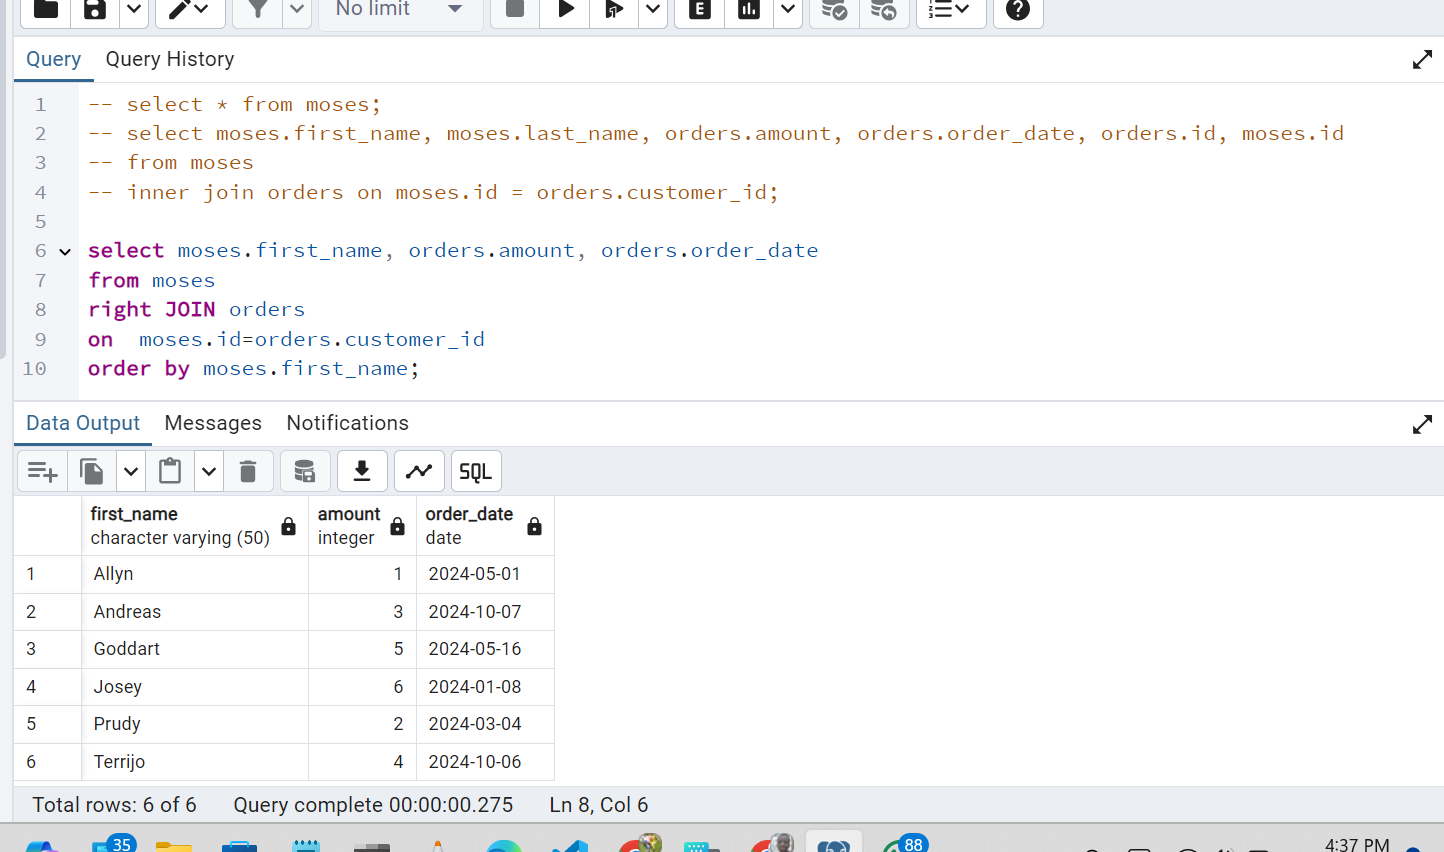 No limit
Query Query History
1 -- select * from moses;
2 -- select moses.first_name, moses.last_name, orders.amount, orders.order_date, orders.id, moses.id
3 -- from moses
4 -- inner join orders on moses.id = orders.customer_id;
5
6 select moses.first_name, orders.amount, orders.order_date
7 from moses
8 right JOIN orders
9 on  moses.id=orders.customer_id
10 order by moses.first_name;
Data Output Messages Notifications
SQL
first_name amount order_date
character varying (50) integer date
1 Allyn 1 2024-05-01
2 Andreas 3 2024-10-07
3 Goddart 5 2024-05-16
4 Josey 6 2024-01-08
5 Prudy 2 2024-03-04
6 Terrijo 4 2024-10-06
Total rows: 6 of 6 Query complete 00:00:00.275 Ln 8, Col 6
35 88 4:37 PM